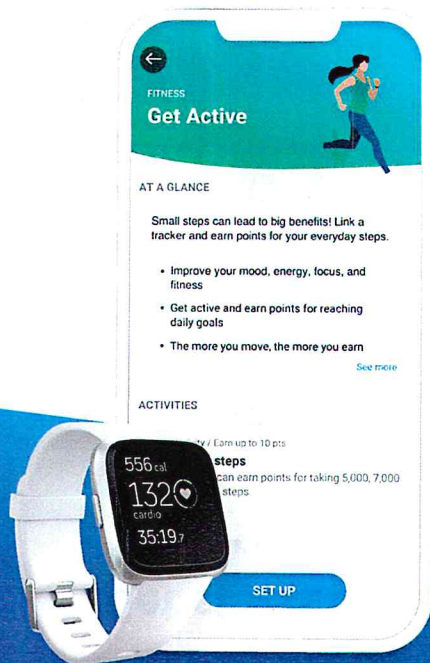 FITNESS
Get Active
AT A GLANCE
Small steps can lead to big benefits! Link a
tracker and earn points for your everyday steps.
• Improve your mood, energy, focus, and
fitness
• Get active and earn points for reaching
daily goals
• The more you move, the more you earn
See more
ACTIVITIES
/ Earn up to 10 pts
steps
can earn points for taking 5,000, 7,000
steps
556 cal
132
cardio
35:19.7
SET UP